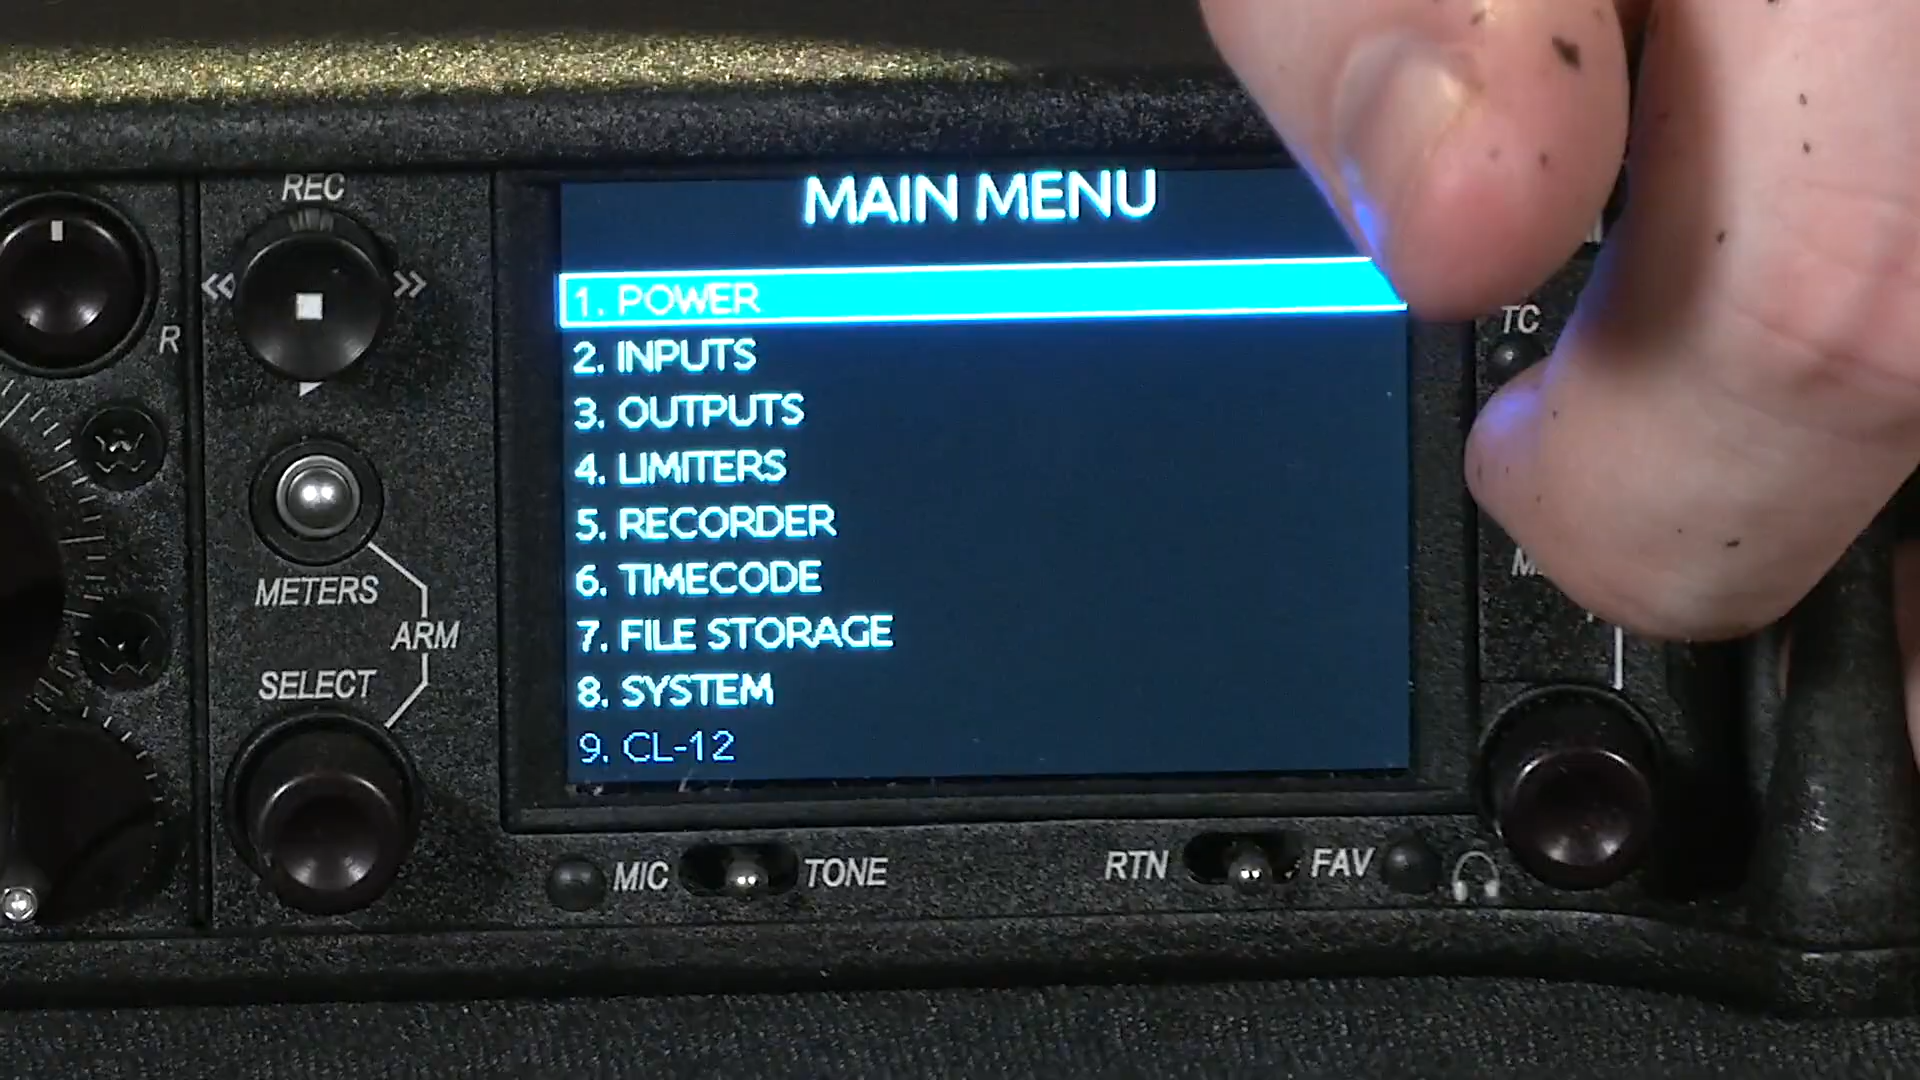 REC
MAIN MENU
1. POWER
R
TC
2. INPUTS
3. OUTPUTS
4. LIMITERS
5. RECORDER
6. TIMECODE
METERS
ARM
7. FILE STORAGE
SELECT
8. SYSTEM
9. CL-12
MIC
TONE
RTN
FAV